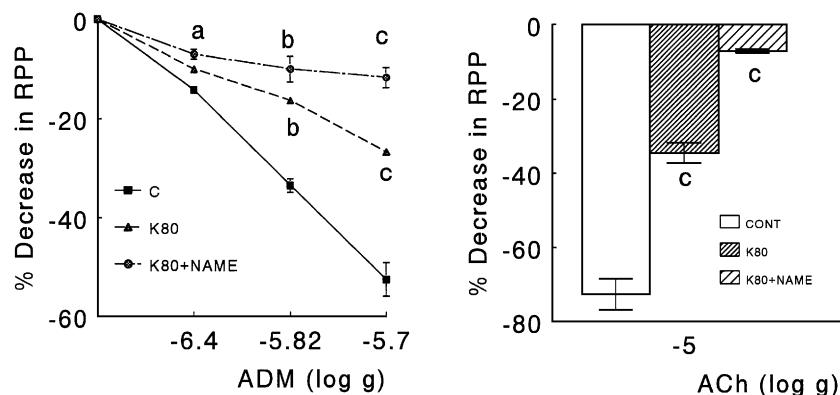 % Decrease in RPP
0
-20
-40
-60
a
b
c
b
c
C
K80
K80+NAME
-6.4 -5.82 -5.7
ADM (log g)
% Decrease in RPP
0
-20
-40
-60
-80
c
c
CONT
K80
K80+NAME
-5
ACh (log g)